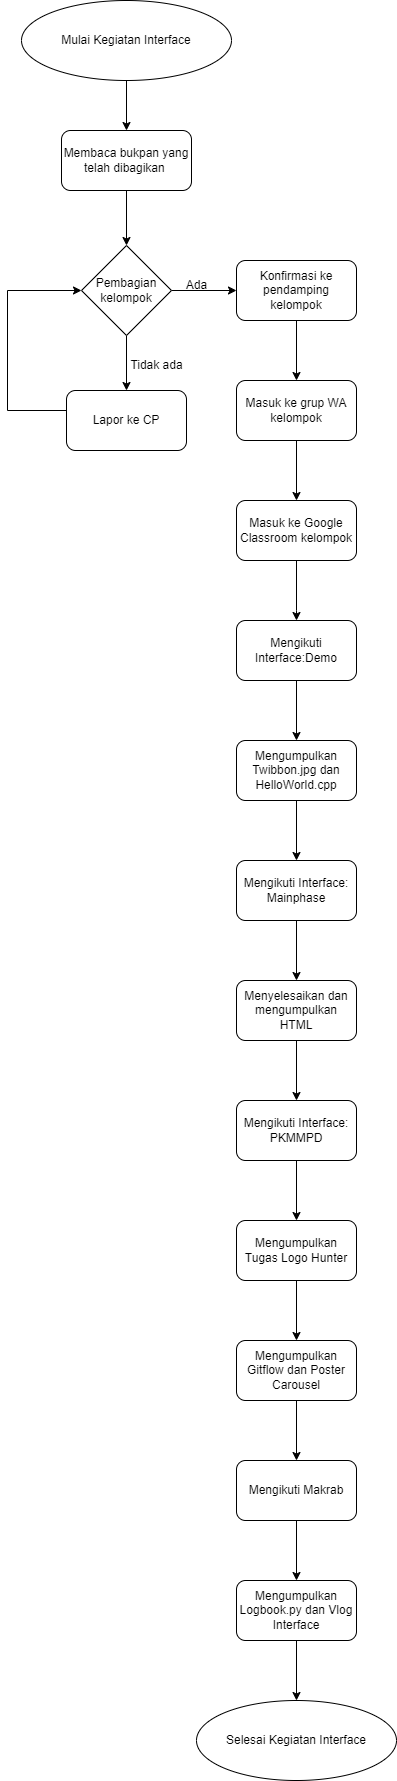 Mulai Kegiatan Interface
Membaca bukpan yang
telah dibagikan
Pembagian
kelompok
Ada
Konfirmasi ke
pendamping
kelompok
Tidak ada
Lapor ke CP
Masuk ke grup WA
kelompok
Masuk ke Google
Classroom kelompok
Mengikuti
Interface:Demo
Mengumpulkan
Twibbon.jpg dan
HelloWorld.cpp
Mengikuti Interface:
Mainphase
Menyelesaikan dan
mengumpulkan
HTML
Mengikuti Interface:
PKMMPD
Mengumpulkan
Tugas Logo Hunter
Mengumpulkan
Gitflow dan Poster
Carousel
Mengikuti Makrab
Mengumpulkan
Logbook.py dan Vlog
Interface
Selesai Kegiatan Interface